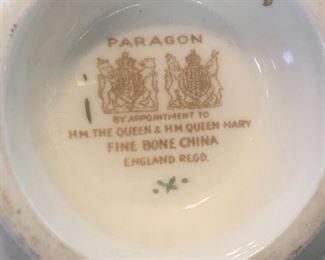 PARAGON
BY APPOINTMENT TO
H.M. THE QUEEN & H.M. QUEEN MARY
FINE BONE CHINA
ENGLAND REGD.